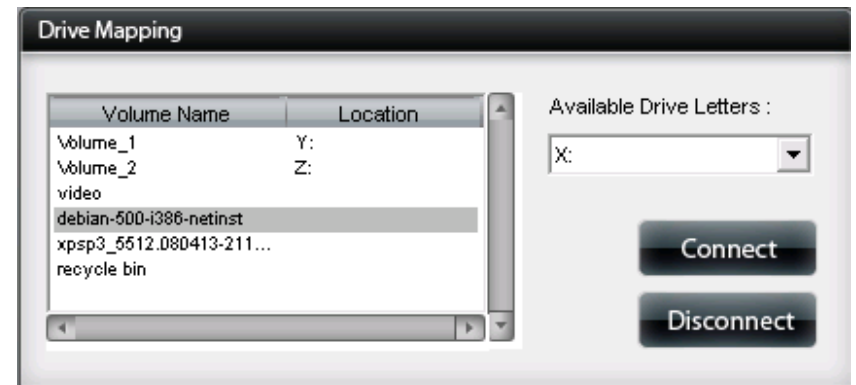 Drive Mapping
Volume Name Location
Volume_1 Y:
Volume_2 Z:
video
debian-500-i386-netinst
xpsp3_5512.080413-211...
recycle bin
Available Drive Letters :
X:
Connect
Disconnect